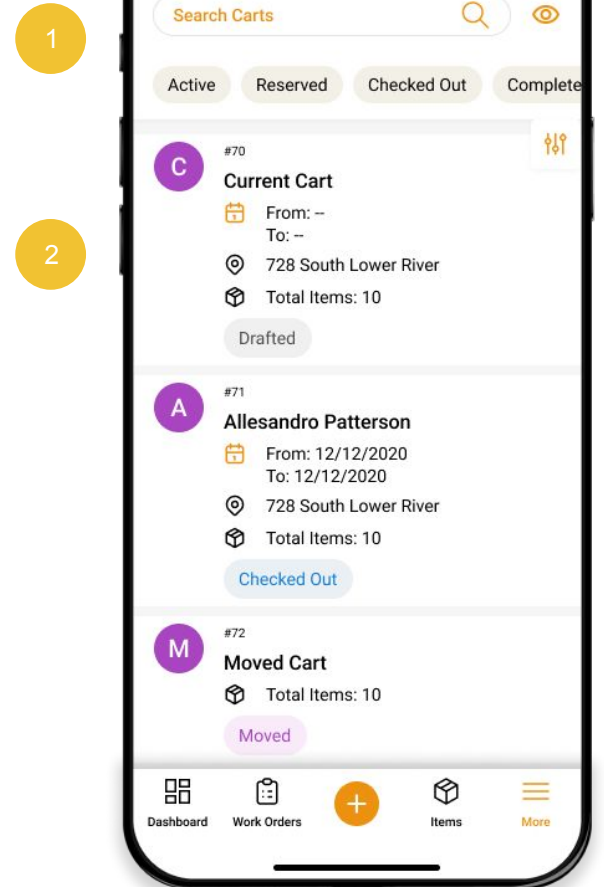 1
Search Carts
Active Reserved Checked Out Complete
C
#70
Current Cart
From: --
To: --
2
728 South Lower River
Total Items: 10
Drafted
A
#71
Allesandro Patterson
From: 12/12/2020
To: 12/12/2020
728 South Lower River
Total Items: 10
Checked Out
M
#72
Moved Cart
Total Items: 10
Moved
Dashboard Work Orders + Items More